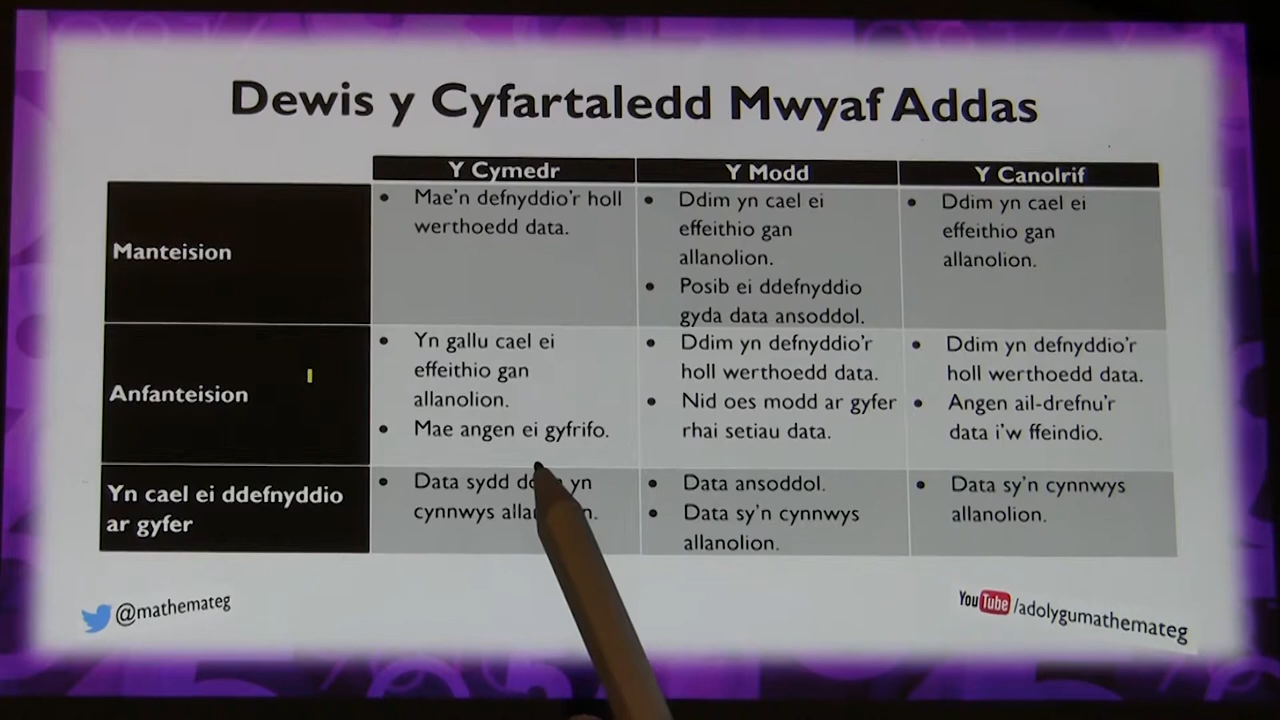 Dewis y Cyfartaledd Mwyaf Addas
Y Cymedr
Y Modd
Y Canolrif
Manteision
Mae'n defnyddio'r holl
werthoedd data.
Ddim yn cael ei
effeithio gan
allanolion.
Posib ei ddefnyddio
gyda data ansoddol.
Ddim yn cael ei
effeithio gan
allanolion.
Anfanteision
Yn gallu cael ei
effeithio gan
allanolion.
Mae angen ei gyfrifo.
Ddim yn defnyddio'r
holl werthoedd data.
Nid oes modd ar gyfer
rhai setiau data.
Ddim yn defnyddio'r
holl werthoedd data.
Angen ail-drefnu'r
data i'w ffeindio.
Yn cael ei ddefnyddio
ar gyfer
Data sydd yn
cynnwys
Data ansoddol.
Data sy'n cynnwys
allanolion.
Data sy'n cynnwys
allanolion.
@mathemateg
YouTube /adolygumathemateg